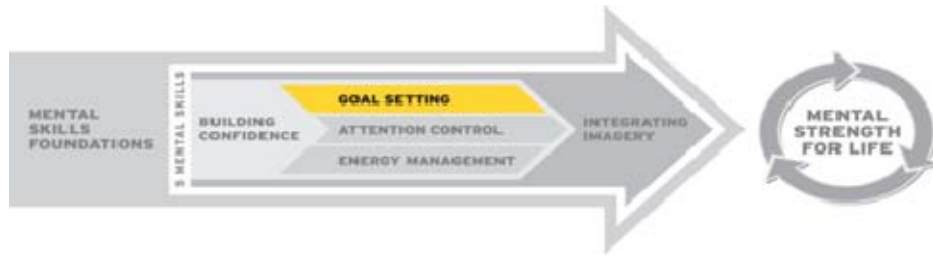 MENTAL
SKILLS
FOUNDATIONS
5 MENTAL SKILLS
BUILDING
CONFIDENCE
GOAL SETTING
ATTENTION CONTROL
ENERGY MANAGEMENT
INTEGRATING
IMAGERY
MENTAL
STRENGTH
FOR LIFE